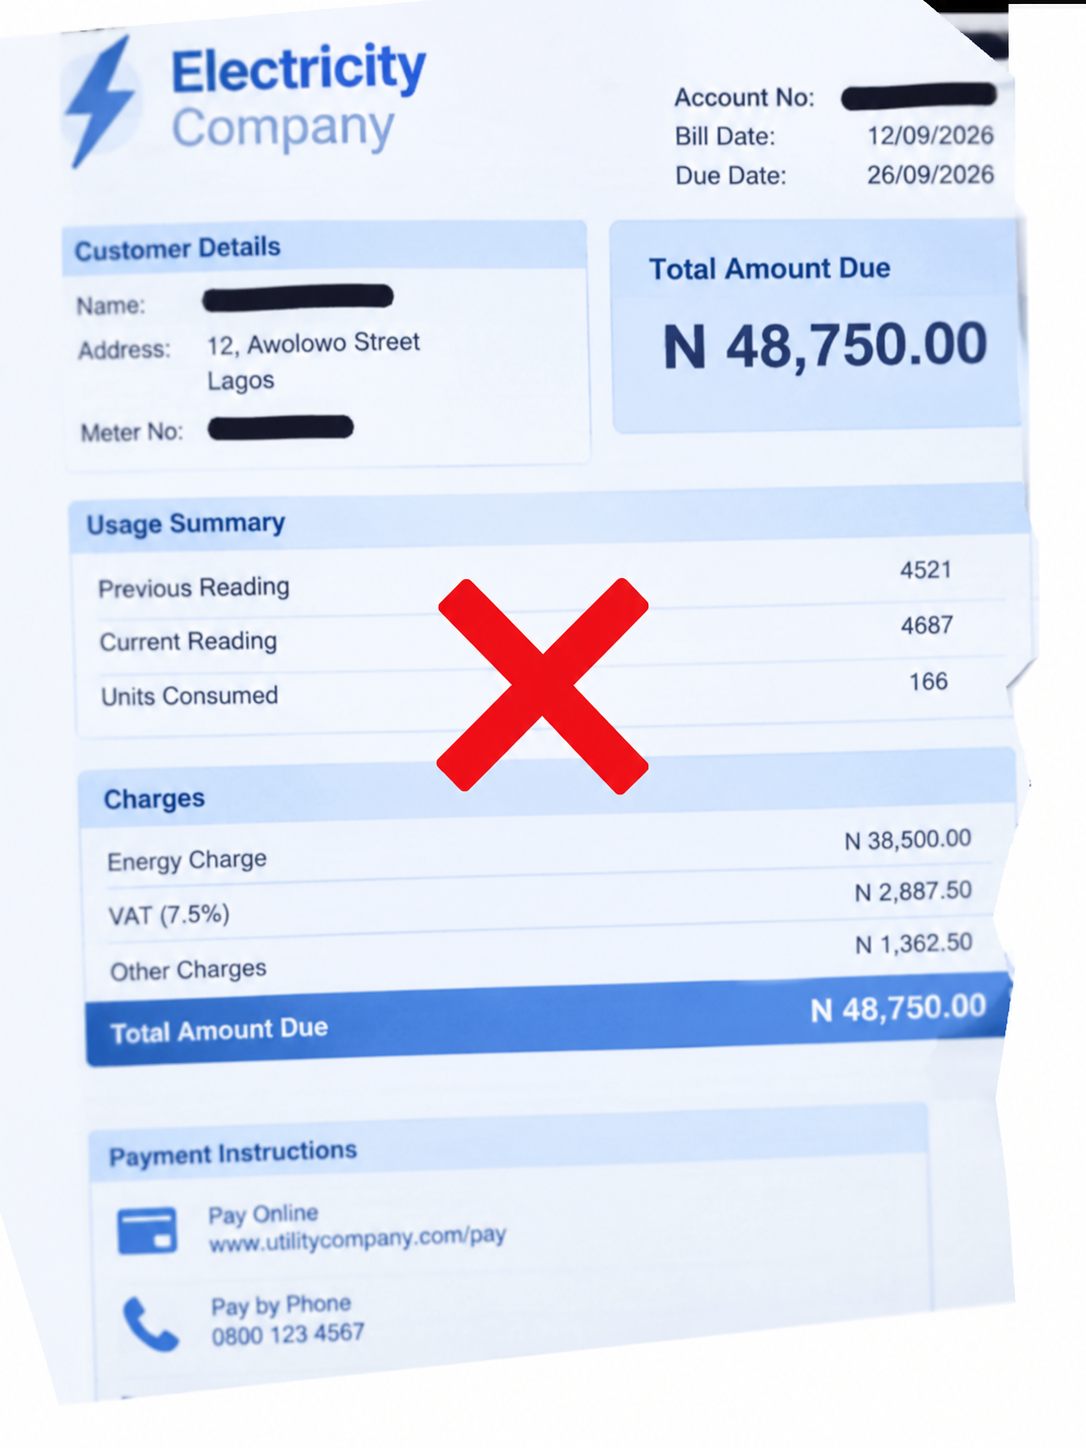 Electricity
Company
Account No:
Bill Date: 12/09/2026
Due Date: 26/09/2026
Customer Details
Name:
Address: 12, Awolowo Street
Lagos
Meter No:
Total Amount Due
N 48,750.00
Usage Summary
Previous Reading 4521
Current Reading 4687
Units Consumed 166
Charges
Energy Charge N 38,500.00
VAT (7.5%) N 2,887.50
Other Charges N 1,362.50
Total Amount Due N 48,750.00
Payment Instructions
Pay Online
www.utilitycompany.com/pay
Pay by Phone
0800 123 4567